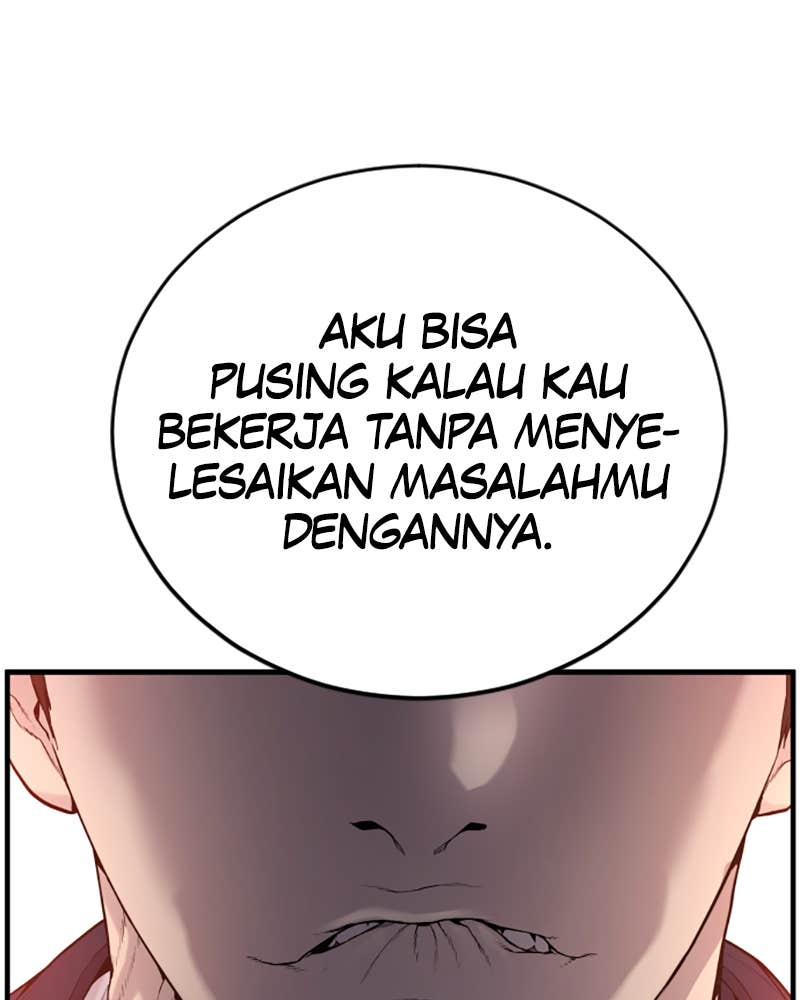 AKU BISA
PUSING KALAU KAU
BEKERJA TANPA MENYE-
LESAIKAN MASALAHMU
DENGANNYA.